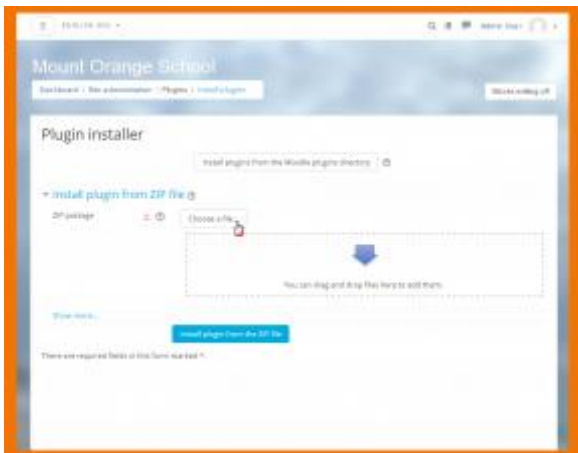 Admin User
Mount Orange School
Dashboard / Site administration / Plugins / Install plugins
Blocks editing off
Plugin installer
Install plugins from the Moodle plugins directory
Install plugin from ZIP file
ZIP package
Choose a file...
You can drag and drop files here to add them.
Show more...
Install plugin from the ZIP file
There are required fields in this form marked *.